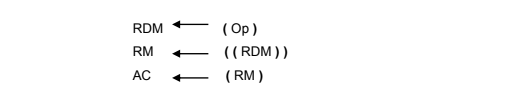 RDM ← ( Op )
RM ← ( ( RDM ) )
AC ← ( RM )